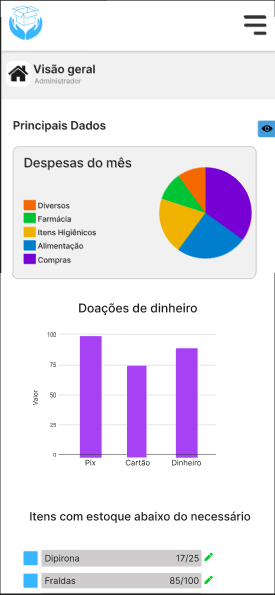 Visão geral
Administrador
Principais Dados
Despesas do mês
Diversos
Farmácia
Itens Higiênicos
Alimentação
Compras
Doações de dinheiro
100
75
50
25
0
Valor
Pix Cartão Dinheiro
Itens com estoque abaixo do necessário
Dipirona 17/25
Fraldas 85/100